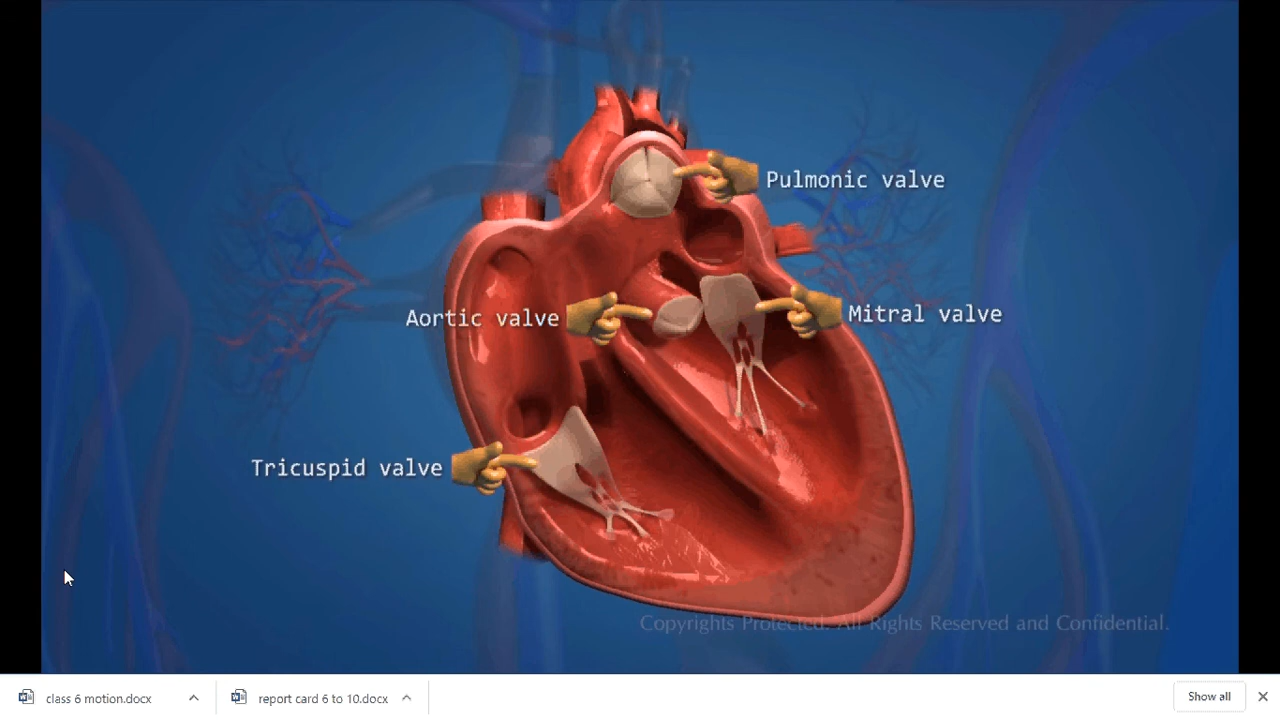 Pulmonic valve
Aortic valve
Mitral valve
Tricuspid valve
Copyrights Protected. All Rights Reserved and Confidential.
class 6 motion.docx
report card 6 to 10.docx
Show all